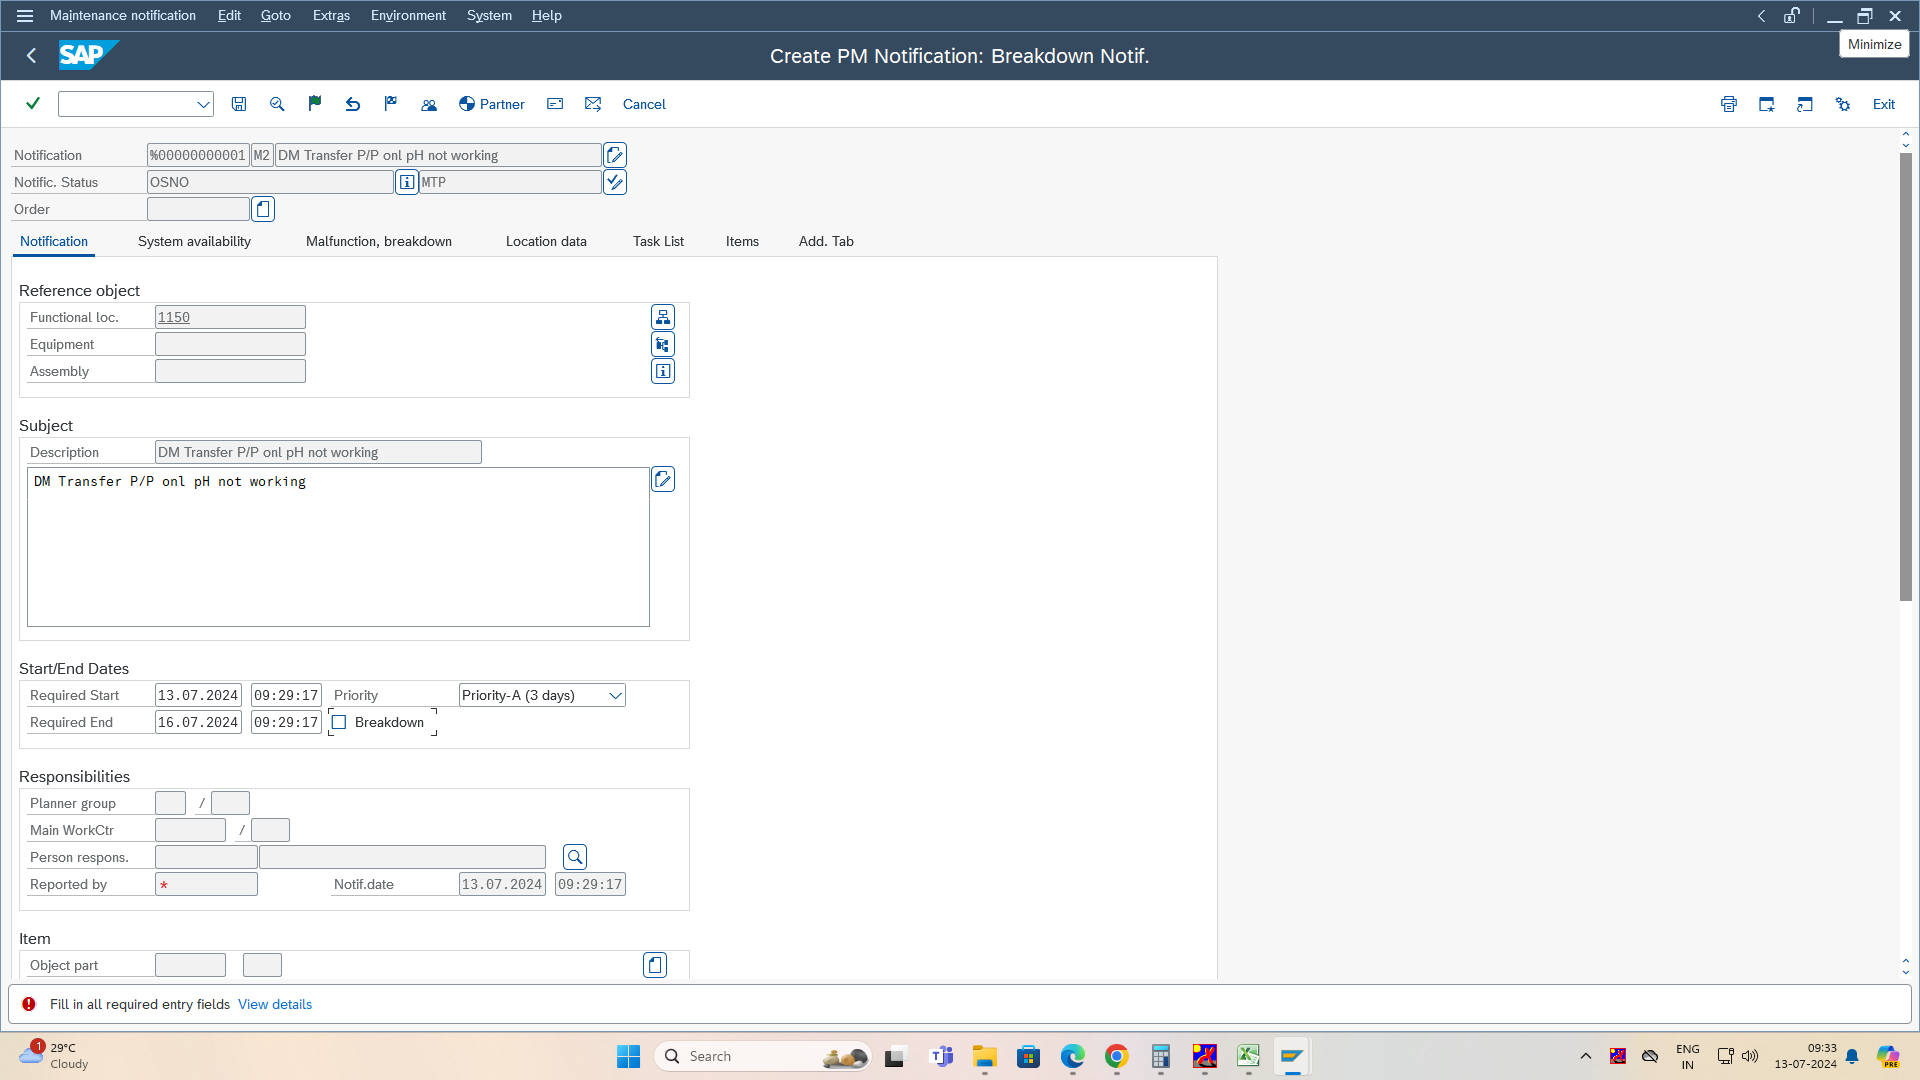 Maintenance notification Edit Goto Extras Environment System Help
SAP Create PM Notification: Breakdown Notif.
Minimize
Partner Cancel Exit
Notification %00000000001 M2 DM Transfer P/P onl pH not working
Notific. Status OSNO MTP
Order
Notification System availability Malfunction, breakdown Location data Task List Items Add. Tab
Reference object
Functional loc. 1150
Equipment
Assembly
Subject
Description DM Transfer P/P onl pH not working
DM Transfer P/P onl pH not working
Start/End Dates
Required Start 13.07.2024 09:29:17 Priority Priority-A (3 days)
Required End 16.07.2024 09:29:17 Breakdown
Responsibilities
Planner group /
Main WorkCtr /
Person respons.
Reported by * Notif.date 13.07.2024 09:29:17
Item
Object part
Fill in all required entry fields View details
1 29°C
Cloudy
Search
ENG
IN
09:33
13-07-2024
PRE